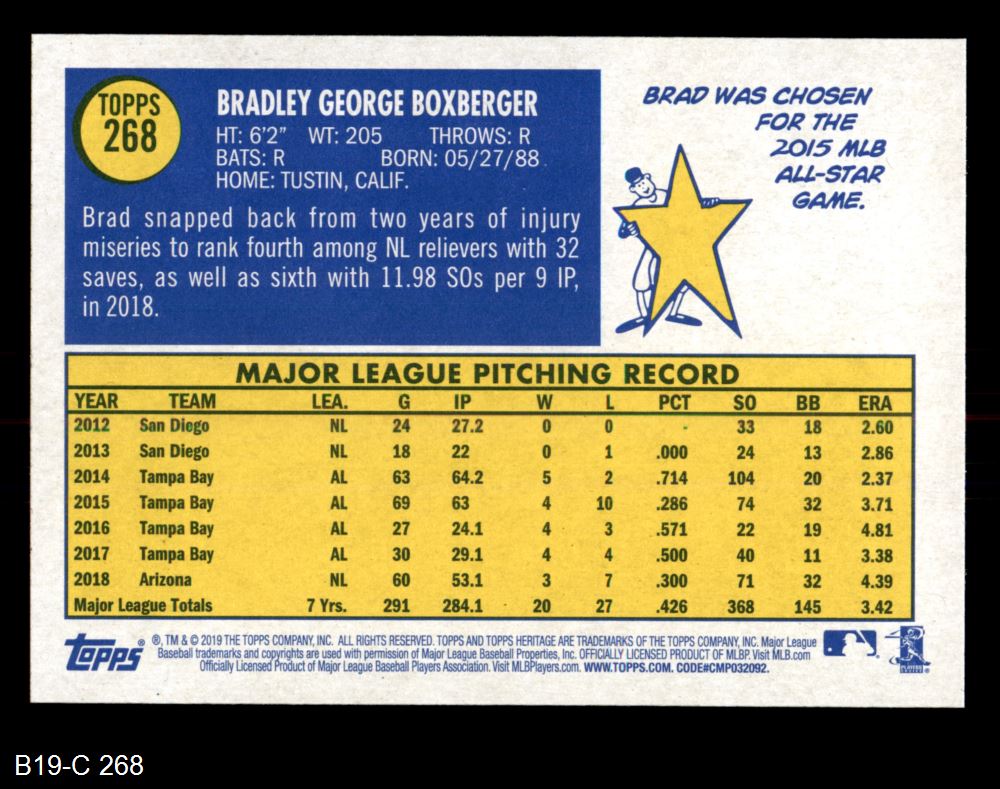 TOPPS
268
BRADLEY GEORGE BOXBERGER
HT: 6'2" WT: 205 THROWS: R
BATS: R BORN: 05/27/88
HOME: TUSTIN, CALIF.
Brad snapped back from two years of injury
miseries to rank fourth among NL relievers with 32
saves, as well as sixth with 11.98 SOs per 9 IP,
in 2018.
BRAD WAS CHOSEN
FOR THE
2015 MLB
ALL-STAR
GAME.
MAJOR LEAGUE PITCHING RECORD
YEAR TEAM LEA. G IP W L PCT SO BB ERA
2012 San Diego NL 24 27.2 0 0 - 33 18 2.60
2013 San Diego NL 18 22 0 1 .000 24 13 2.86
2014 Tampa Bay AL 63 64.2 5 2 .714 104 20 2.37
2015 Tampa Bay AL 69 63 4 10 .286 74 32 3.71
2016 Tampa Bay AL 27 24.1 4 3 .571 22 19 4.81
2017 Tampa Bay AL 30 29.1 4 4 .500 40 11 3.38
2018 Arizona NL 60 53.1 3 7 .300 71 32 4.39
Major League Totals 7 Yrs. 291 284.1 20 27 .426 368 145 3.42
Topps ® ®, TM & © 2019 THE TOPPS COMPANY, INC. ALL RIGHTS RESERVED. TOPPS AND TOPPS HERITAGE ARE TRADEMARKS OF THE TOPPS COMPANY, INC. Major League
Baseball trademarks and copyrights are used with permission of Major League Baseball Properties, Inc. OFFICIALLY LICENSED PRODUCT OF MLBP. Visit MLB.com
Officially Licensed Product of Major League Baseball Players Association. Visit MLBPlayers.com. WWW.TOPPS.COM. CODE#CMP032092.
B19-C 268